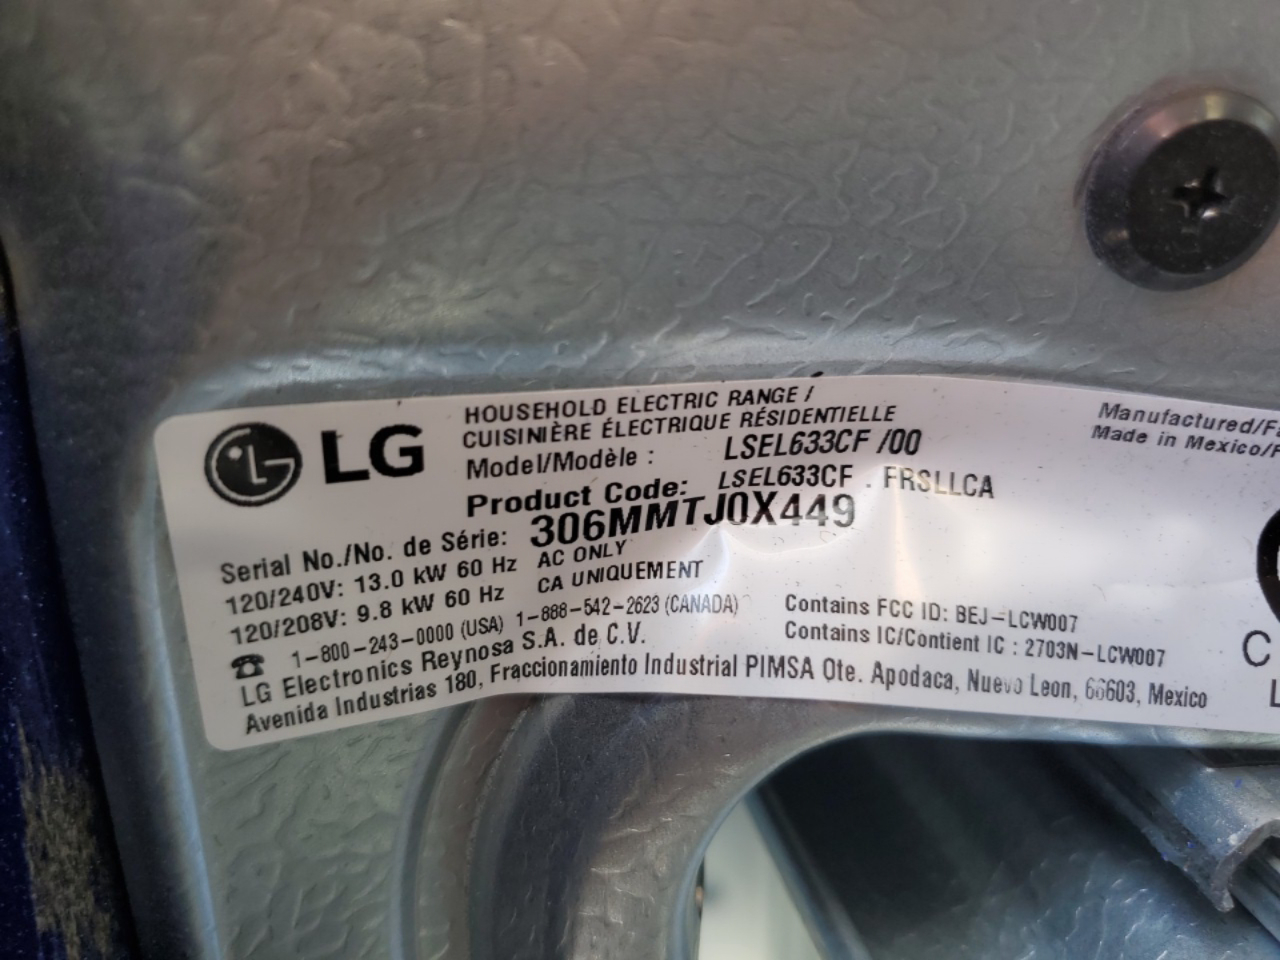 LG
HOUSEHOLD ELECTRIC RANGE /
CUISINIÈRE ÉLECTRIQUE RÉSIDENTIELLE
Model/Modèle : LSEL633CF /00
Product Code: LSEL633CF . FRSLLCA
Serial No./No. de Série: 306MMTJ0X449
120/240V: 13.0 kW 60 Hz AC ONLY
120/208V: 9.8 kW 60 Hz CA UNIQUEMENT
1-800-243-0000 (USA) 1-888-542-2623 (CANADA)
LG Electronics Reynosa S.A. de C.V.
Avenida Industrias 180, Fraccionamiento Industrial PIMSA Qte. Apodaca, Nuevo Leon, 66603, Mexico
Contains FCC ID: BEJ-LCW007
Contains IC/Contient IC : 2703N-LCW007
Manufactured/
Made in Mexico/